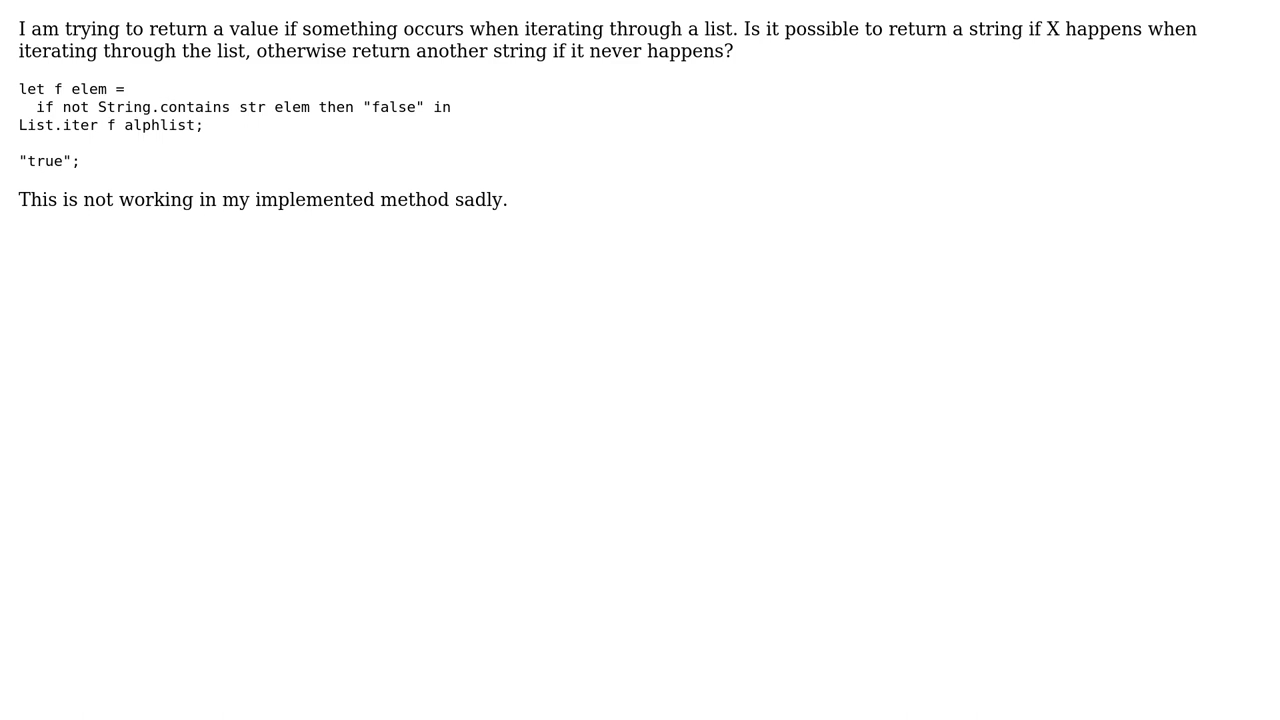 I am trying to return a value if something occurs when iterating through a list. Is it possible to return a string if X happens when
iterating through the list, otherwise return another string if it never happens?
let f elem =
  if not String.contains str elem then "false" in
List.iter f alphlist;
"true";
This is not working in my implemented method sadly.